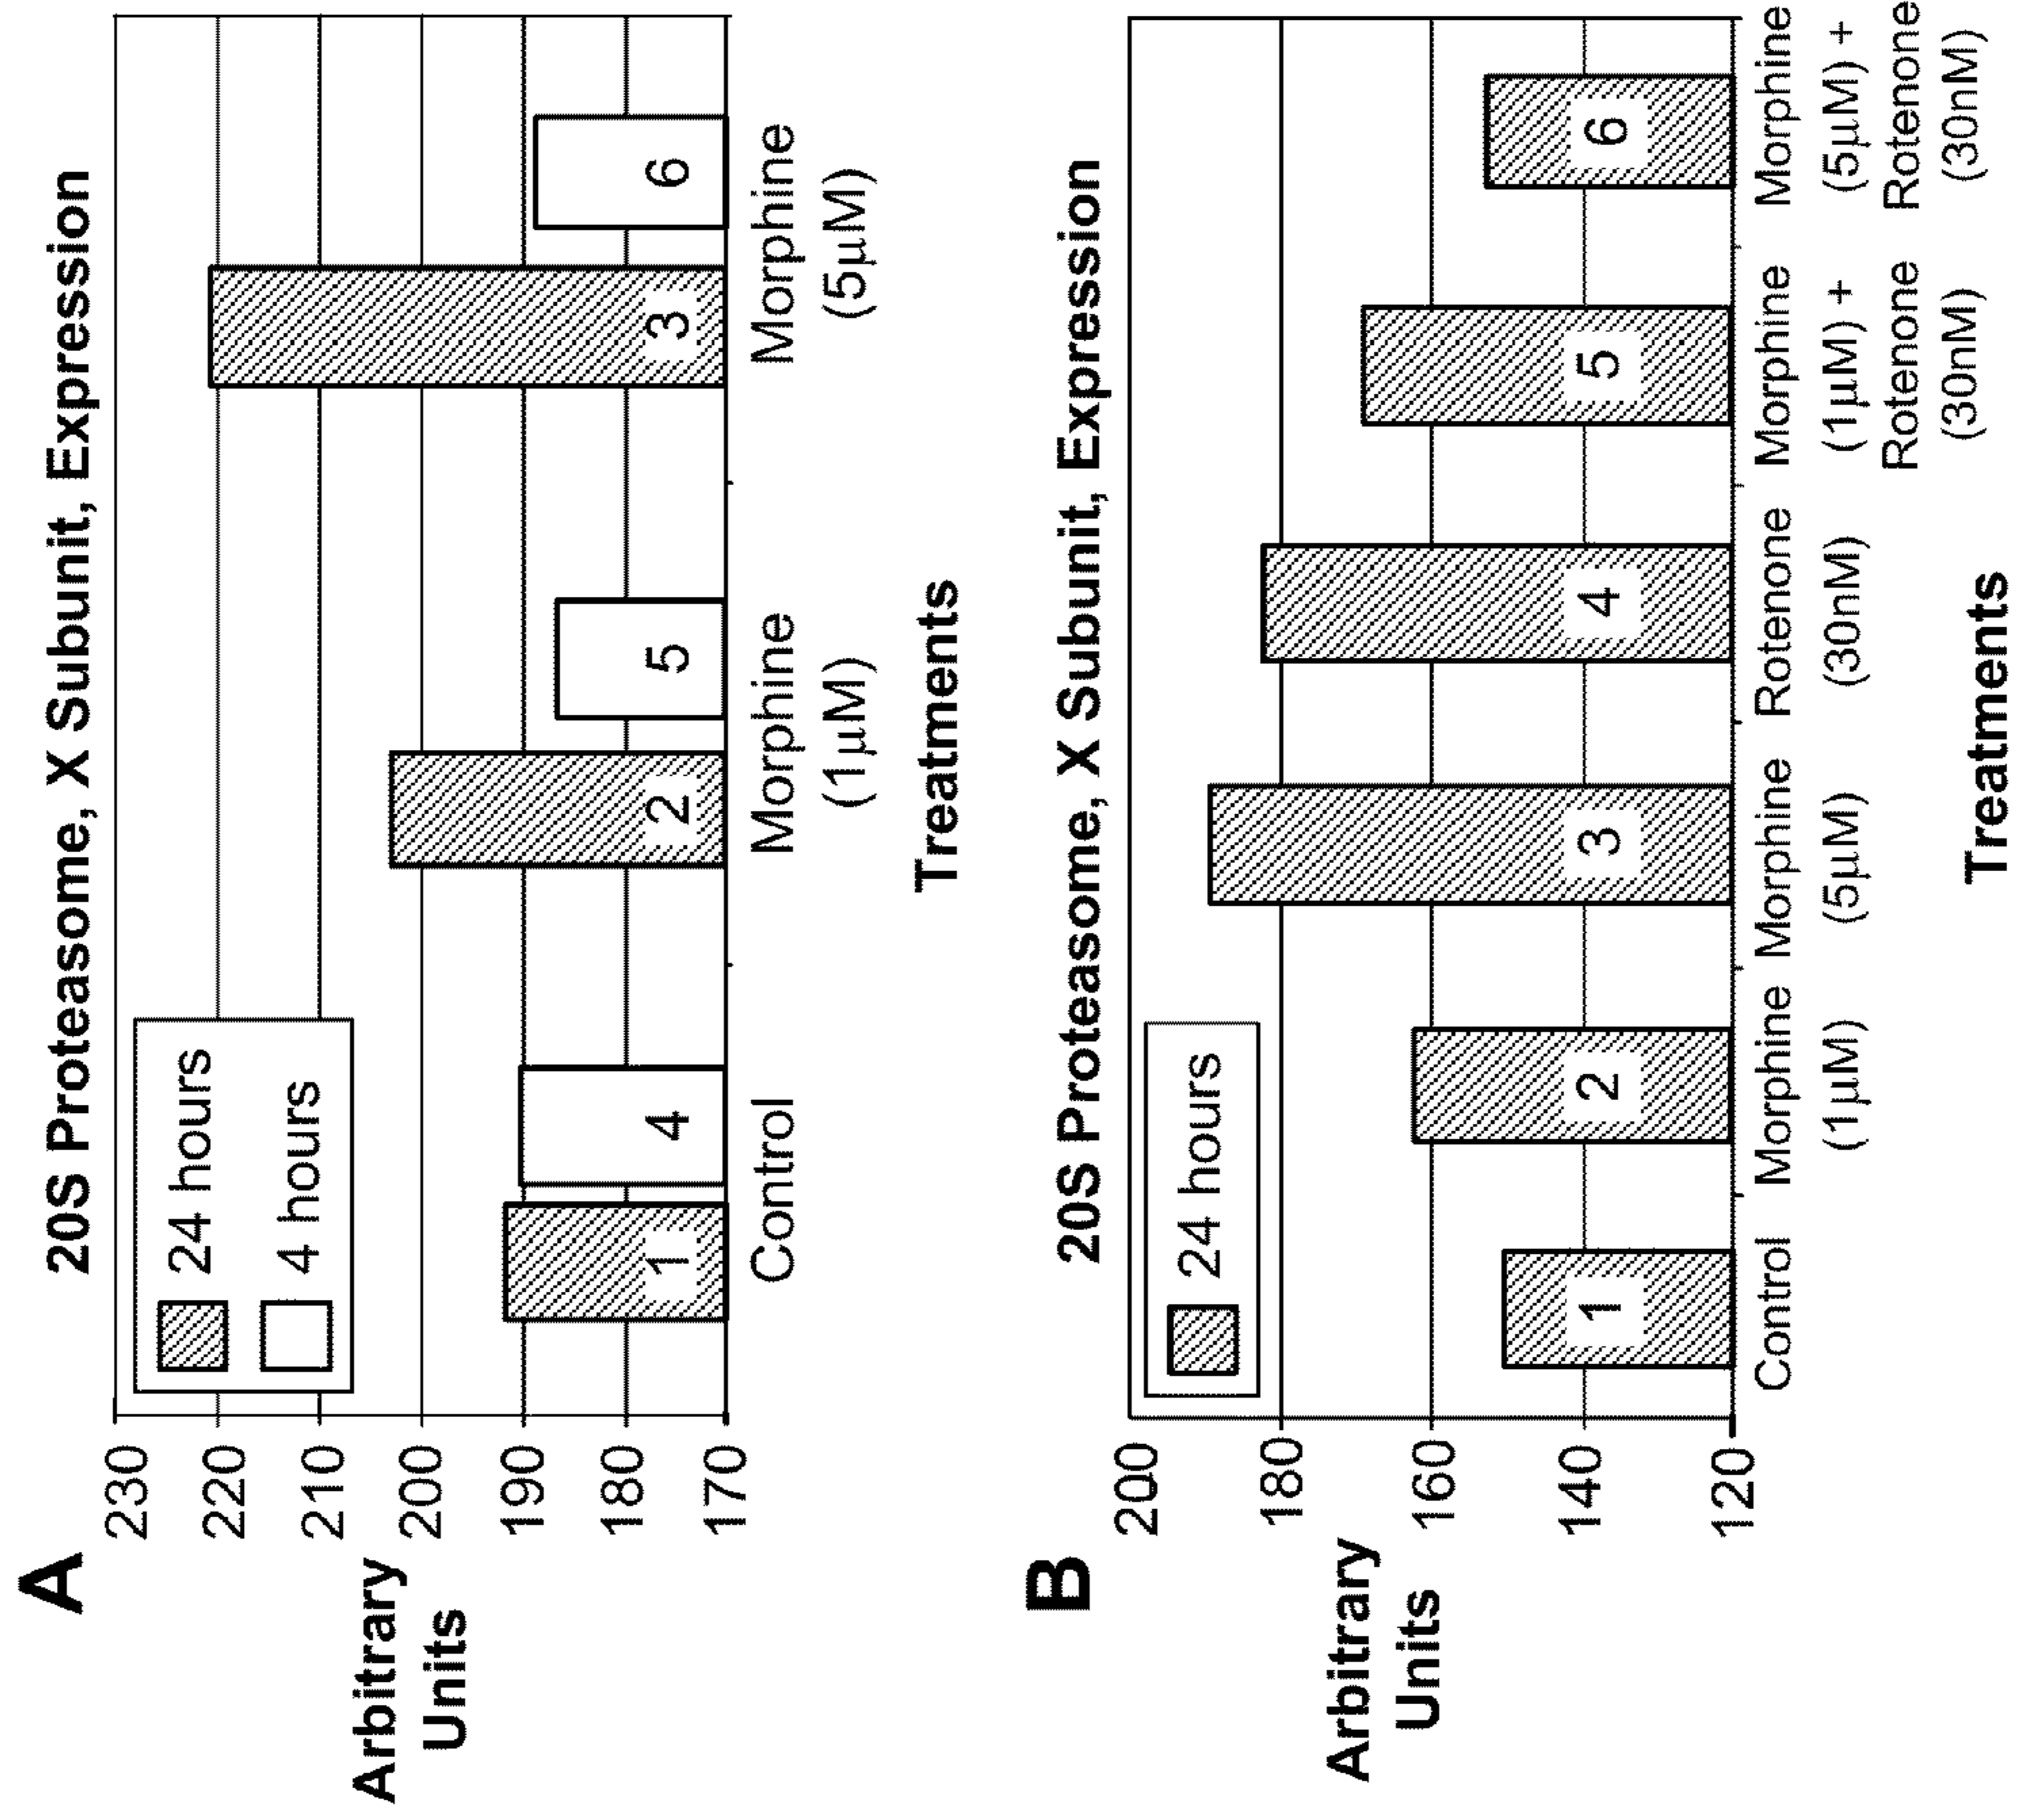 A
20S Proteasome, X Subunit, Expression
24 hours
4 hours
Arbitrary
Units
230
220
210
200
190
180
170
1
4
2
5
3
6
Control
Morphine
(1µM)
Morphine
(5µM)
Treatments
B
20S Proteasome, X Subunit, Expression
24 hours
Arbitrary
Units
200
180
160
140
120
1
2
3
4
5
6
Control
Morphine
(1µM)
Morphine
(5µM)
Rotenone
(30nM)
Morphine
(1µM) +
Rotenone
(30nM)
Morphine
(5µM) +
Rotenone
(30nM)
Treatments